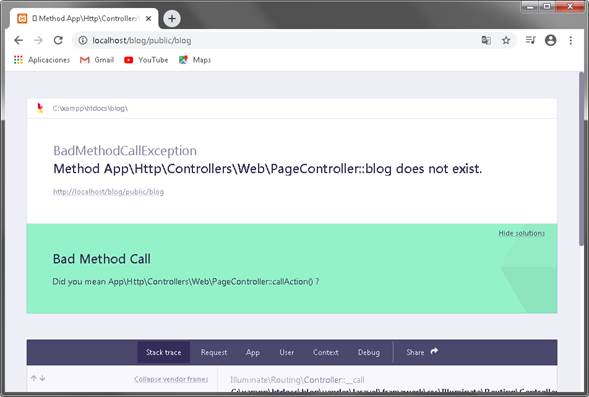 Method App\Http\Controllers\
localhost/blog/public/blog
Aplicaciones Gmail YouTube Maps
C:\xampp\htdocs\blog\
BadMethodCallException
Method App\Http\Controllers\Web\PageController::blog does not exist.
http://localhost/blog/public/blog
Hide solutions
Bad Method Call
Did you mean App\Http\Controllers\Web\PageController::callAction() ?
Stack trace Request App User Context Debug Share
Collapse vendor frames
Illuminate\Routing\Controller::__call